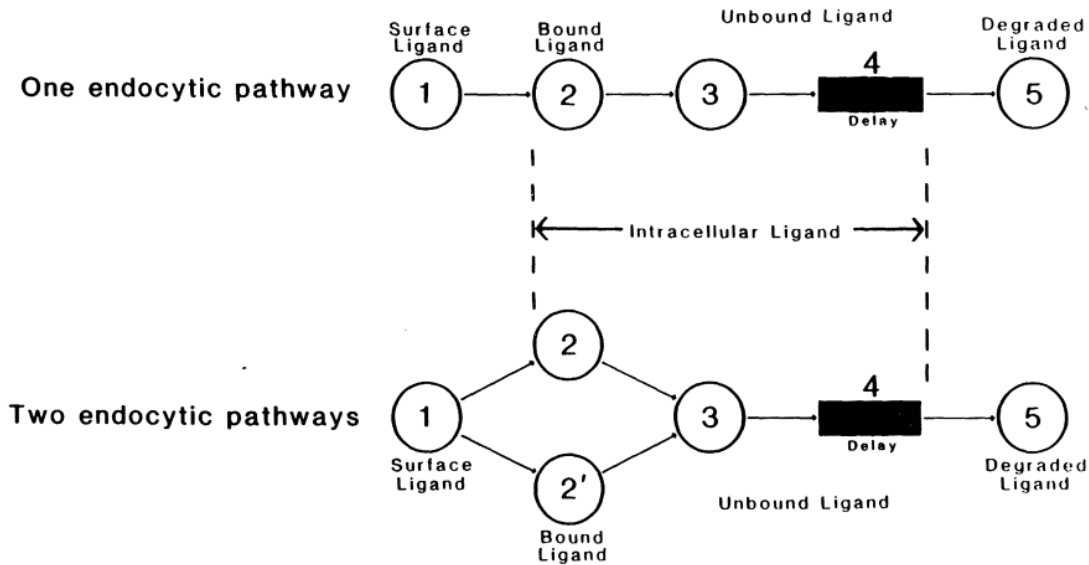 Surface
Ligand
Bound
Ligand
Unbound Ligand
Degraded
Ligand
One endocytic pathway
1
2
3
4
5
Delay
Intracellular Ligand
Two endocytic pathways
1
2
2'
3
4
5
Delay
Surface
Ligand
Bound
Ligand
Unbound Ligand
Degraded
Ligand